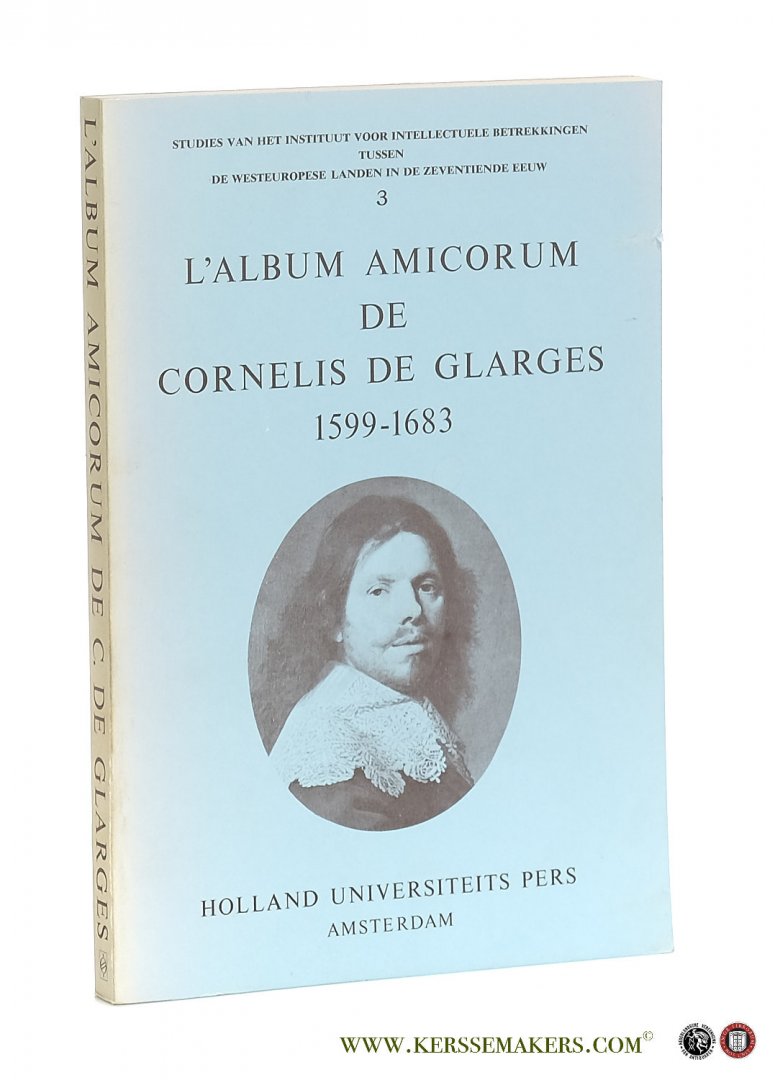 STUDIES VAN HET INSTITUUT VOOR INTELLECTUELE BETREKKINGEN
TUSSEN
DE WESTEUROPESE LANDEN IN DE ZEVENTIENDE EEUW
3
L'ALBUM AMICORUM
DE
CORNELIS DE GLARGES
1599-1683
HOLLAND UNIVERSITEITS PERS
AMSTERDAM
L'ALBUM AMICORUM DE C. DE GLARGES
WWW.KERSSEMAKERS.COM©